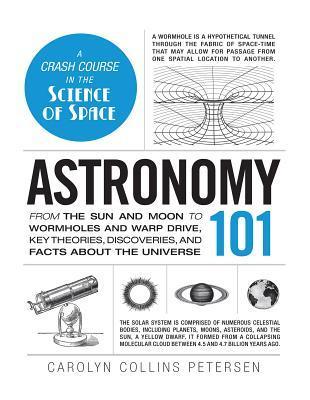 A
CRASH COURSE
IN THE
SCIENCE OF SPACE
A WORMHOLE IS A HYPOTHETICAL TUNNEL
THROUGH THE FABRIC OF SPACE-TIME
THAT MAY ALLOW FOR PASSAGE FROM
ONE SPATIAL LOCATION TO ANOTHER.
ASTRONOMY
101
FROM THE SUN AND MOON TO
WORMHOLES AND WARP DRIVE,
KEY THEORIES, DISCOVERIES, AND
FACTS ABOUT THE UNIVERSE
THE SOLAR SYSTEM IS COMPRISED OF NUMEROUS CELESTIAL
BODIES, INCLUDING PLANETS, MOONS, ASTEROIDS, AND THE
SUN, A YELLOW DWARF. IT FORMED FROM A COLLAPSING
MOLECULAR CLOUD BETWEEN 4.5 AND 4.7 BILLION YEARS AGO.
CAROLYN COLLINS PETERSEN